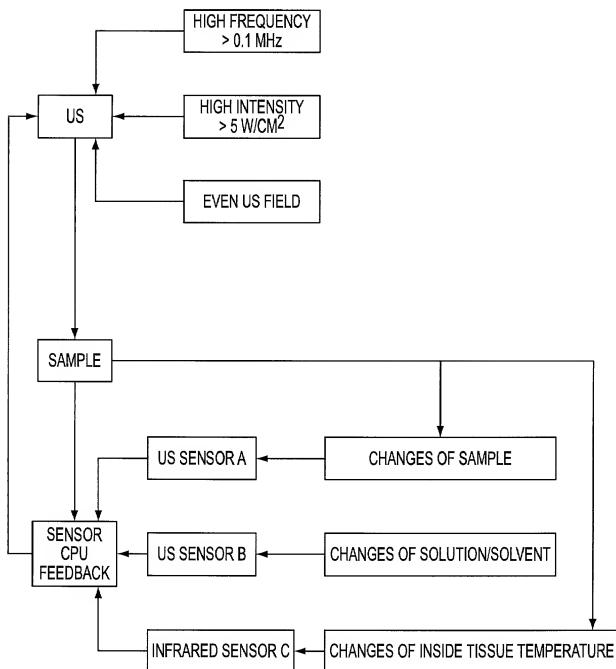 HIGH FREQUENCY
> 0.1 MHz
US
HIGH INTENSITY
> 5 W/CM2
EVEN US FIELD
SAMPLE
US SENSOR A
CHANGES OF SAMPLE
SENSOR
CPU
FEEDBACK
US SENSOR B
CHANGES OF SOLUTION/SOLVENT
INFRARED SENSOR C
CHANGES OF INSIDE TISSUE TEMPERATURE